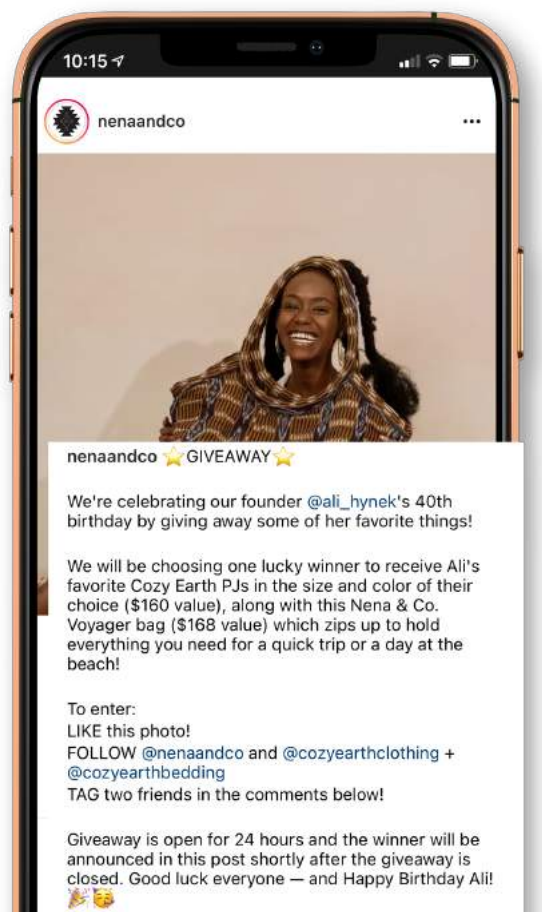 10:15
nenaandco
nenaandco ⭐GIVEAWAY⭐
We're celebrating our founder @ali_hynek's 40th
birthday by giving away some of her favorite things!
We will be choosing one lucky winner to receive Ali's
favorite Cozy Earth PJs in the size and color of their
choice ($160 value), along with this Nena & Co.
Voyager bag ($168 value) which zips up to hold
everything you need for a quick trip or a day at the
beach!
To enter:
LIKE this photo!
FOLLOW @nenaandco and @cozyearthclothing +
@cozyearthbedding
TAG two friends in the comments below!
Giveaway is open for 24 hours and the winner will be
announced in this post shortly after the giveaway is
closed. Good luck everyone — and Happy Birthday Ali!
🎉🥳